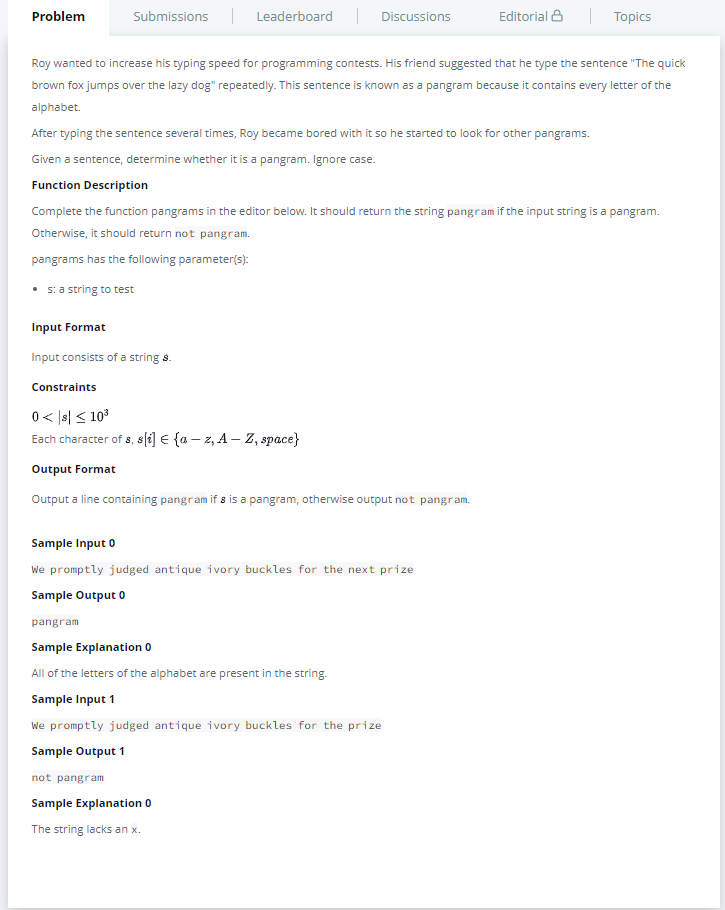 Problem
Submissions
Leaderboard
Discussions
Editorial
Topics
Roy wanted to increase his typing speed for programming contests. His friend suggested that he type the sentence "The quick
brown fox jumps over the lazy dog" repeatedly. This sentence is known as a pangram because it contains every letter of the
alphabet.
After typing the sentence several times, Roy became bored with it so he started to look for other pangrams.
Given a sentence, determine whether it is a pangram. Ignore case.
Function Description
Complete the function pangrams in the editor below. It should return the string pangram if the input string is a pangram.
Otherwise, it should return not pangram.
pangrams has the following parameter(s):
• s: a string to test
Input Format
Input consists of a string s.
Constraints
0 < |s| ≤ 10³
Each character of s, s[i] ∈ {a − z, A − Z, space}
Output Format
Output a line containing pangram if s is a pangram, otherwise output not pangram.
Sample Input 0
We promptly judged antique ivory buckles for the next prize
Sample Output 0
pangram
Sample Explanation 0
All of the letters of the alphabet are present in the string.
Sample Input 1
We promptly judged antique ivory buckles for the prize
Sample Output 1
not pangram
Sample Explanation 0
The string lacks an x.